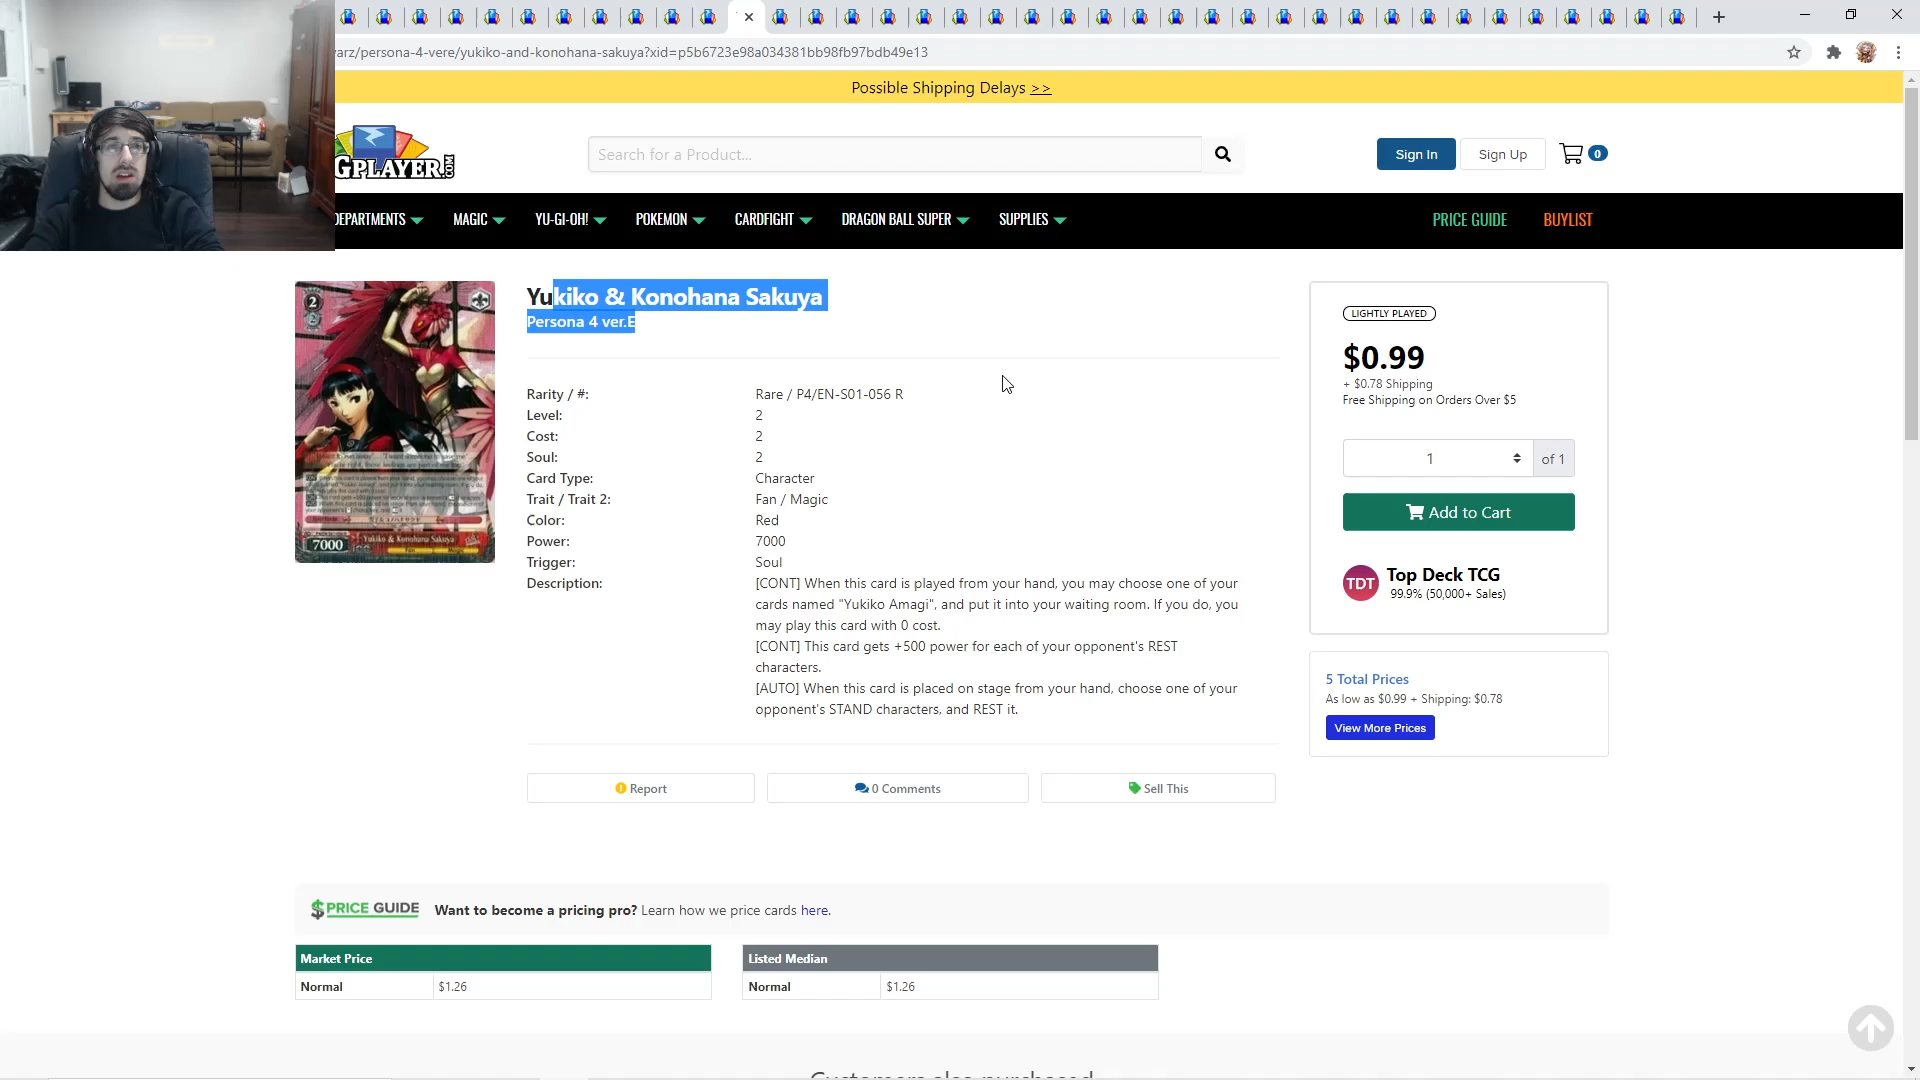 arz/persona-4-vere/yukiko-and-konohana-sakuya?xid=p5b6723e98a034381bb98fb97bdb49e13
Possible Shipping Delays >>
GPLAYER.COM
Search for a Product...
Sign In
Sign Up
0
DEPARTMENTS
MAGIC
YU-GI-OH!
POKEMON
CARDFIGHT
DRAGON BALL SUPER
SUPPLIES
PRICE GUIDE
BUYLIST
2
2
7000
Yukiko & Konohana Sakuya
Yukiko & Konohana Sakuya
Persona 4 ver.E
Rarity / #: Rare / P4/EN-S01-056 R
Level: 2
Cost: 2
Soul: 2
Card Type: Character
Trait / Trait 2: Fan / Magic
Color: Red
Power: 7000
Trigger: Soul
Description: [CONT] When this card is played from your hand, you may choose one of your
cards named "Yukiko Amagi", and put it into your waiting room. If you do, you
may play this card with 0 cost.
[CONT] This card gets +500 power for each of your opponent's REST
characters.
[AUTO] When this card is placed on stage from your hand, choose one of your
opponent's STAND characters, and REST it.
Report
0 Comments
Sell This
LIGHTLY PLAYED
$0.99
+ $0.78 Shipping
Free Shipping on Orders Over $5
1
of 1
Add to Cart
TDT
Top Deck TCG
99.9% (50,000+ Sales)
5 Total Prices
As low as $0.99 + Shipping: $0.78
View More Prices
$PRICE GUIDE
Want to become a pricing pro? Learn how we price cards here.
Market Price
Normal $1.26
Listed Median
Normal $1.26
Customers also purchased